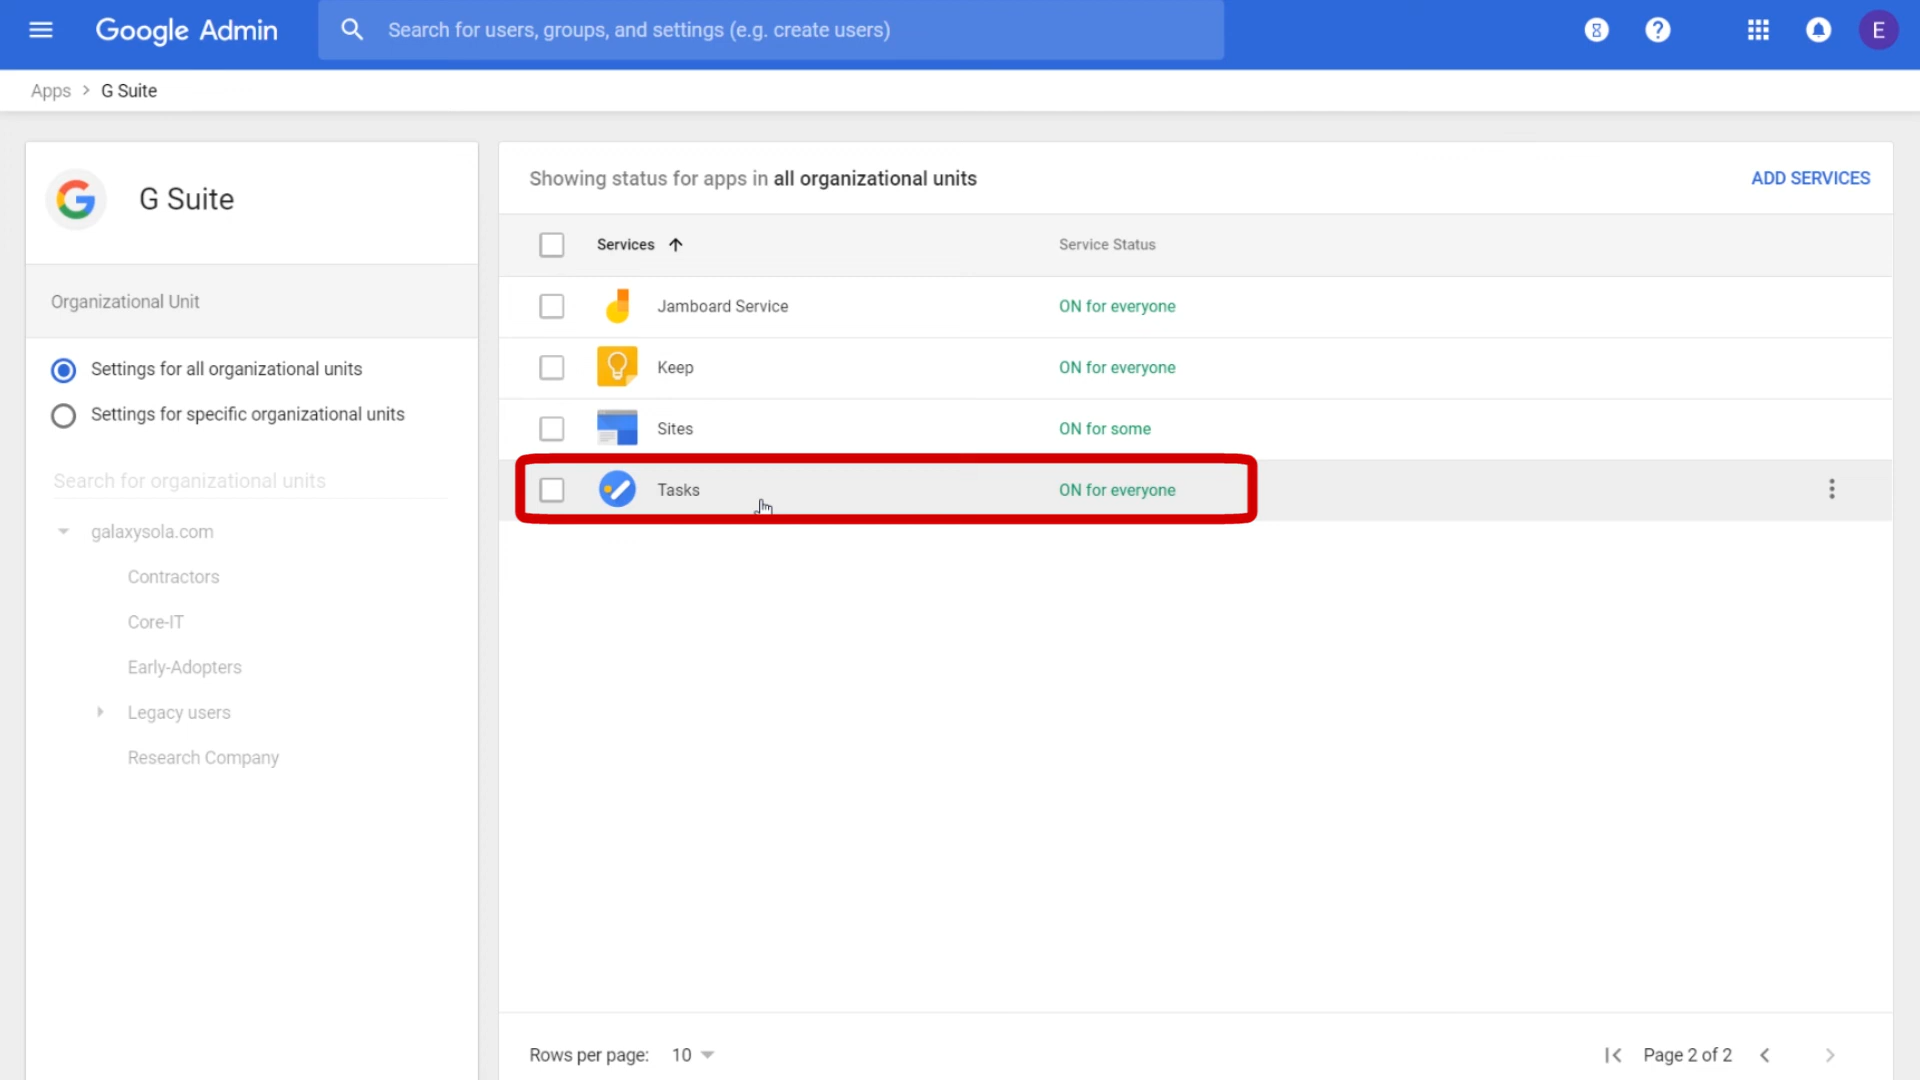 Google Admin
Search for users, groups, and settings (e.g. create users)
E
Apps > G Suite
G Suite
Organizational Unit
Settings for all organizational units
Settings for specific organizational units
Search for organizational units
galaxysola.com
Contractors
Core-IT
Early-Adopters
Legacy users
Research Company
Showing status for apps in all organizational units
ADD SERVICES
Services Service Status
Jamboard Service ON for everyone
Keep ON for everyone
Sites ON for some
Tasks ON for everyone
Rows per page: 10
Page 2 of 2